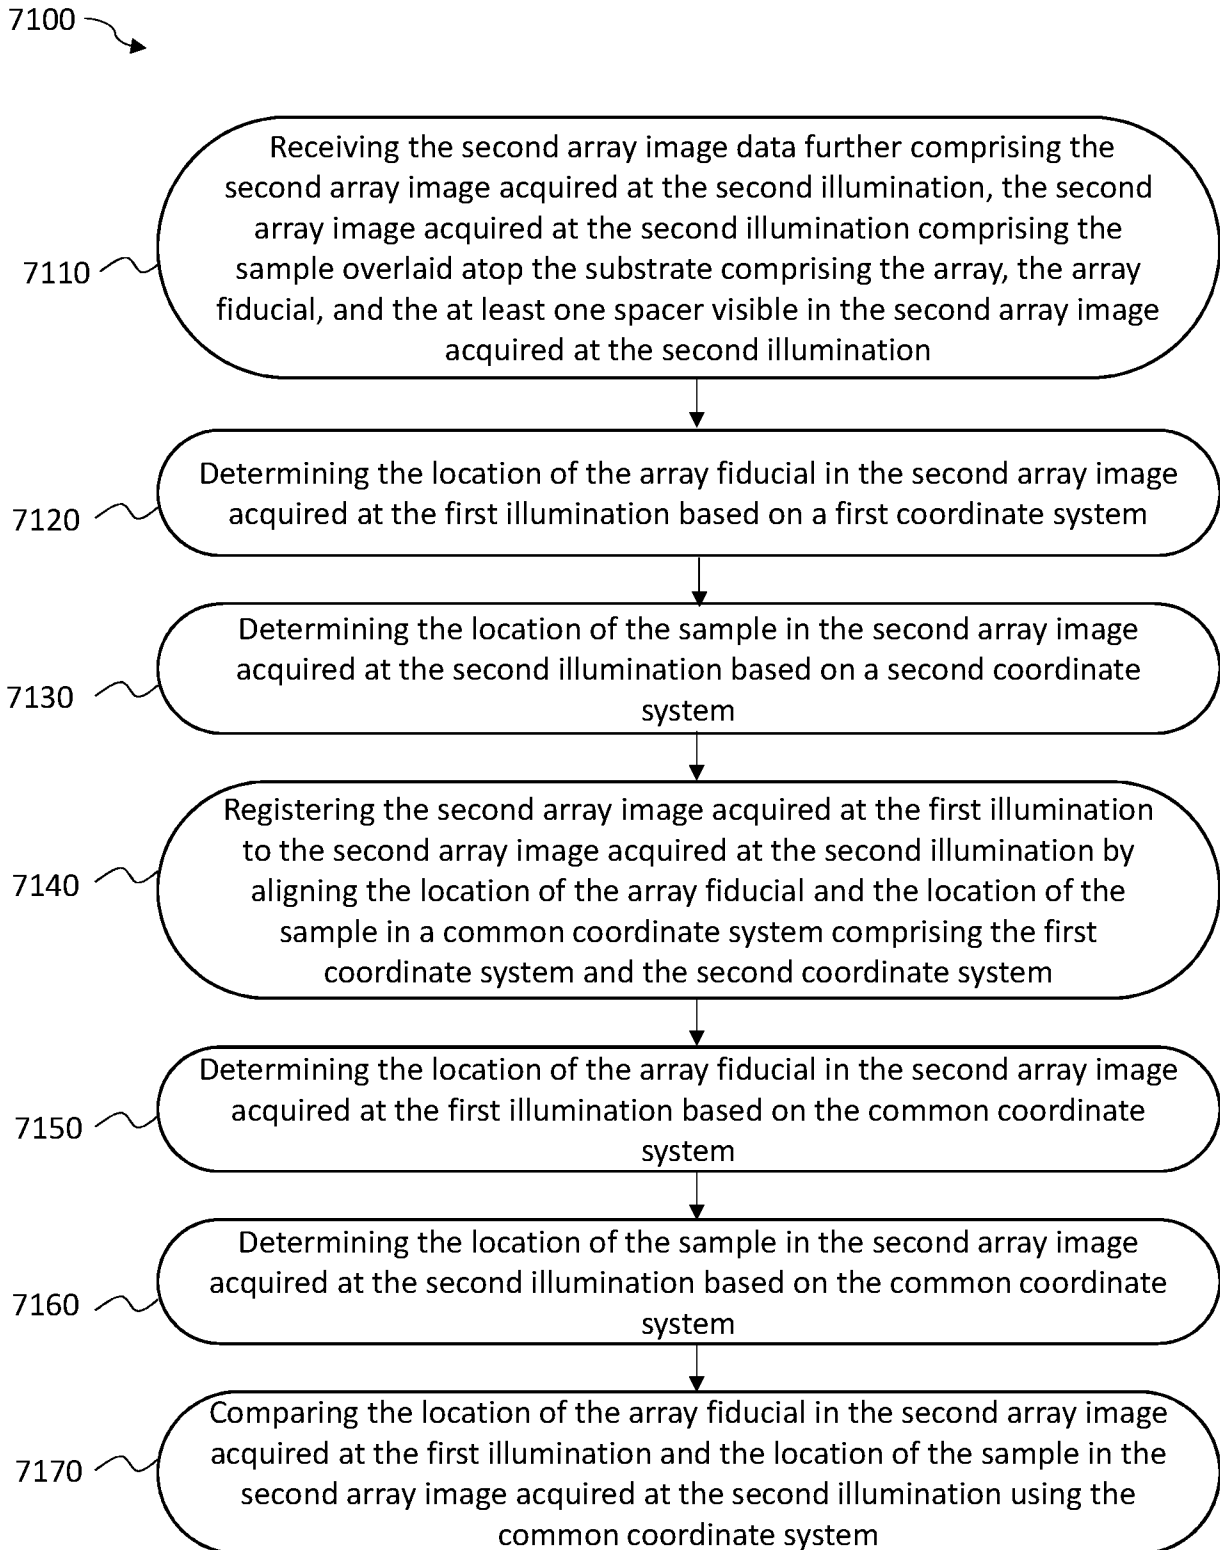 7100
Receiving the second array image data further comprising the
second array image acquired at the second illumination, the second
array image acquired at the second illumination comprising the
sample overlaid atop the substrate comprising the array, the array
fiducial, and the at least one spacer visible in the second array image
acquired at the second illumination
7110
Determining the location of the array fiducial in the second array image
acquired at the first illumination based on a first coordinate system
7120
Determining the location of the sample in the second array image
acquired at the second illumination based on a second coordinate
system
7130
Registering the second array image acquired at the first illumination
to the second array image acquired at the second illumination by
aligning the location of the array fiducial and the location of the
sample in a common coordinate system comprising the first
coordinate system and the second coordinate system
7140
Determining the location of the array fiducial in the second array image
acquired at the first illumination based on the common coordinate
system
7150
Determining the location of the sample in the second array image
acquired at the second illumination based on the common coordinate
system
7160
Comparing the location of the array fiducial in the second array image
acquired at the first illumination and the location of the sample in the
second array image acquired at the second illumination using the
common coordinate system
7170